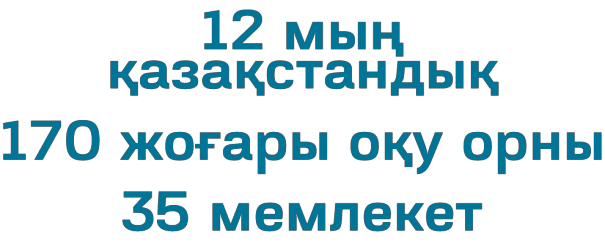 12 мың
қазақстандық
170 жоғары оқу орны
35 мемлекет